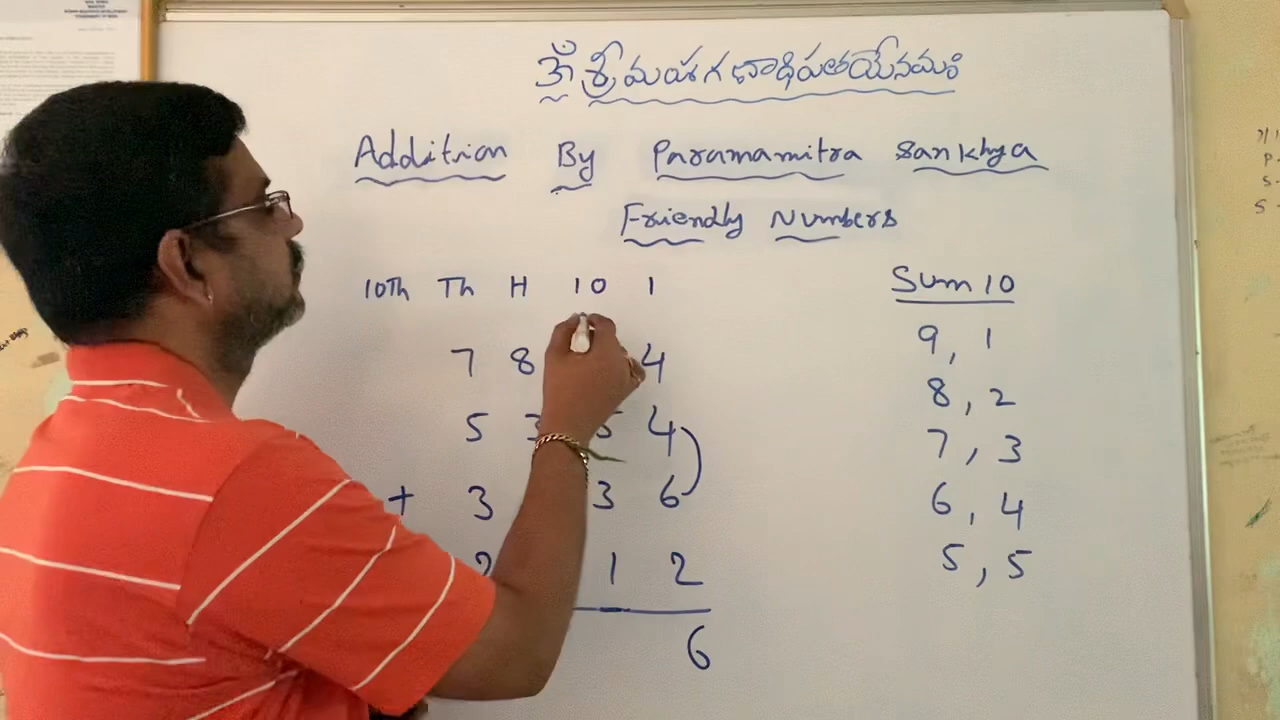 ఓం శ్రీ మహాగణాధిపతయేనమః
Addition By Paramamitra Sankhya
Friendly Numbers
10Th Th H 10 1
Sum 10
7 8 4
9, 1
5 3 5 4
8, 2
+ 3 3 6
7, 3
2 1 2
6, 4
6
5, 5